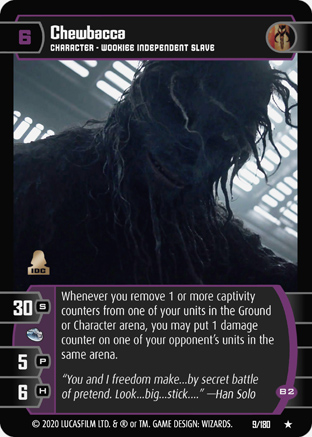 6
Chewbacca
CHARACTER - WOOKIEE INDEPENDENT SLAVE
IDC
30 S
5 P
6 H
Whenever you remove 1 or more captivity
counters from one of your units in the Ground
or Character arena, you may put 1 damage
counter on one of your opponent's units in the
same arena.
"You and I freedom make...by secret battle
of pretend. Look...big...stick...." —Han Solo
B2
© 2020 LUCASFILM LTD. & ® or TM. GAME DESIGN: WIZARDS.
9/180